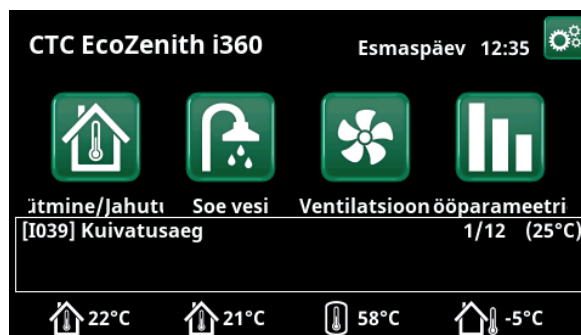 CTC EcoZenith i360 Esmaspäev 12:35
ütmine/Jahutu Soe vesi Ventilatsioon ööparameetri
[I039] Kuivatusaeg 1/12 (25°C)
22°C 21°C 58°C -5°C